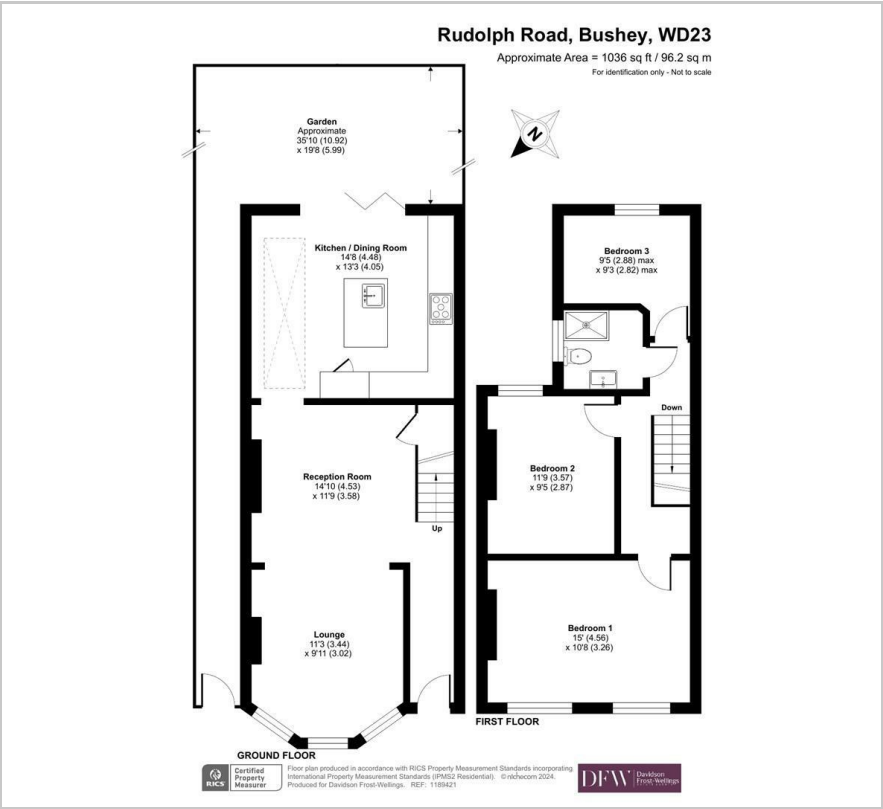 Rudolph Road, Bushey, WD23
Approximate Area = 1036 sq ft / 96.2 sq m
For identification only - Not to scale
Garden
Approximate
35'10 (10.92)
x 19'8 (5.99)
N
Kitchen / Dining Room
14'8 (4.48)
x 13'3 (4.05)
Bedroom 3
9'5 (2.88) max
x 9'3 (2.82) max
Down
Reception Room
14'10 (4.53)
x 11'9 (3.58)
Up
Bedroom 2
11'9 (3.57)
x 9'5 (2.87)
Lounge
11'3 (3.44)
x 9'11 (3.02)
Bedroom 1
15' (4.56)
x 10'8 (3.26)
FIRST FLOOR
GROUND FLOOR
RICS
Certified
Property
Measurer
Floor plan produced in accordance with RICS Property Measurement Standards incorporating
International Property Measurement Standards (IPMS2 Residential). © nichecom 2024.
Produced for Davidson Frost-Wellings. REF: 1189421
DFW
Davidson
Frost-Wellings